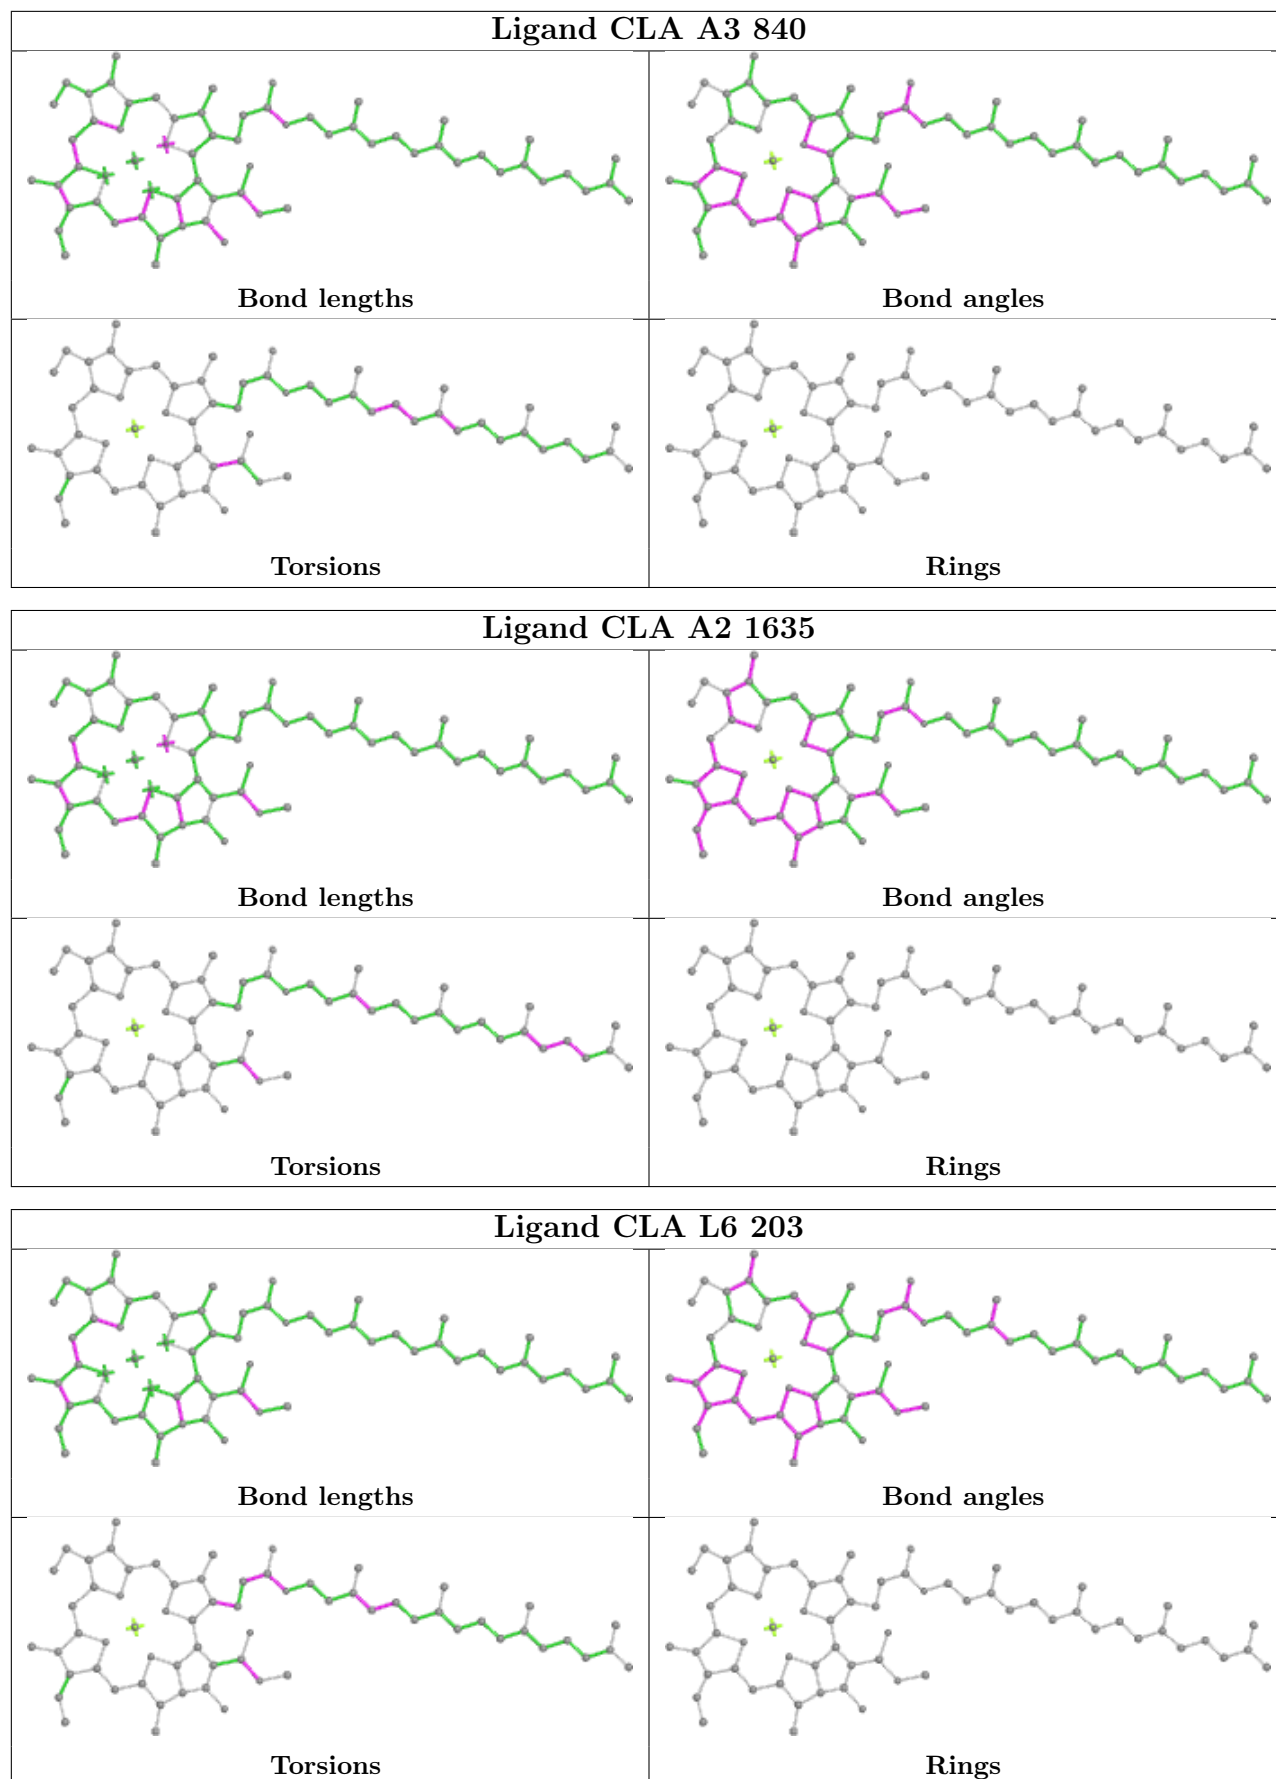 Ligand CLA A3 840
Bond lengths
Bond angles
Torsions
Rings
Ligand CLA A2 1635
Bond lengths
Bond angles
Torsions
Rings
Ligand CLA L6 203
Bond lengths
Bond angles
Torsions
Rings